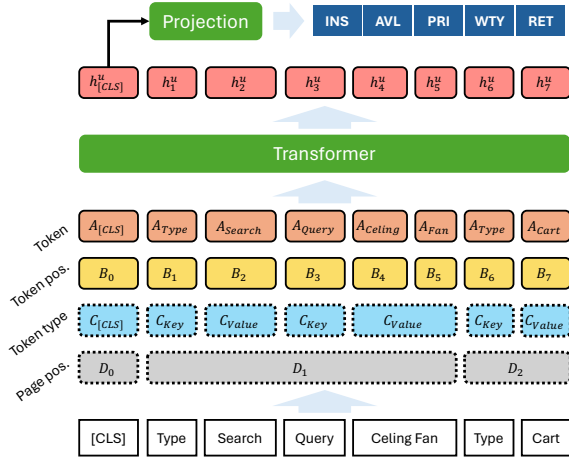 Projection INS AVL PRI WTY RET
h^u_[CLS] h^u_1 h^u_2 h^u_3 h^u_4 h^u_5 h^u_6 h^u_7
Transformer
Token A_[CLS] A_Type A_Search A_Query A_Celing A_Fan A_Type A_Cart
Token pos. B_0 B_1 B_2 B_3 B_4 B_5 B_6 B_7
Token type C_[CLS] C_Key C_Value C_Key C_Value C_Key C_Value
Page pos. D_0 D_1 D_2
[CLS] Type Search Query Celing Fan Type Cart